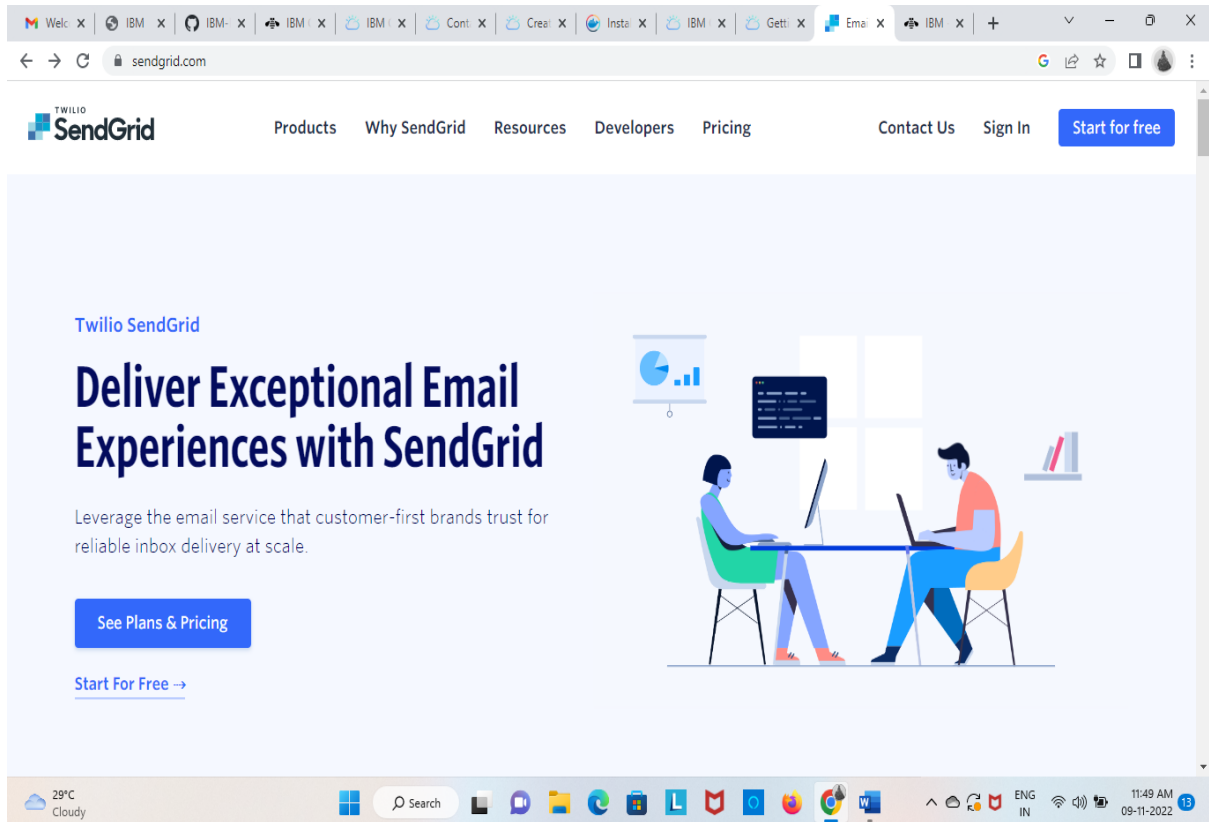 Welc
IBM
IBM-
IBM
IBM
Cont
Creat
Insta
IBM
Getti
Emai
IBM
sendgrid.com
TWILIO
SendGrid
Products Why SendGrid Resources Developers Pricing Contact Us Sign In Start for free
Twilio SendGrid
Deliver Exceptional Email
Experiences with SendGrid
Leverage the email service that customer-first brands trust for
reliable inbox delivery at scale.
See Plans & Pricing
Start For Free →
29°C
Cloudy
Search
ENG
IN
11:49 AM
09-11-2022
13